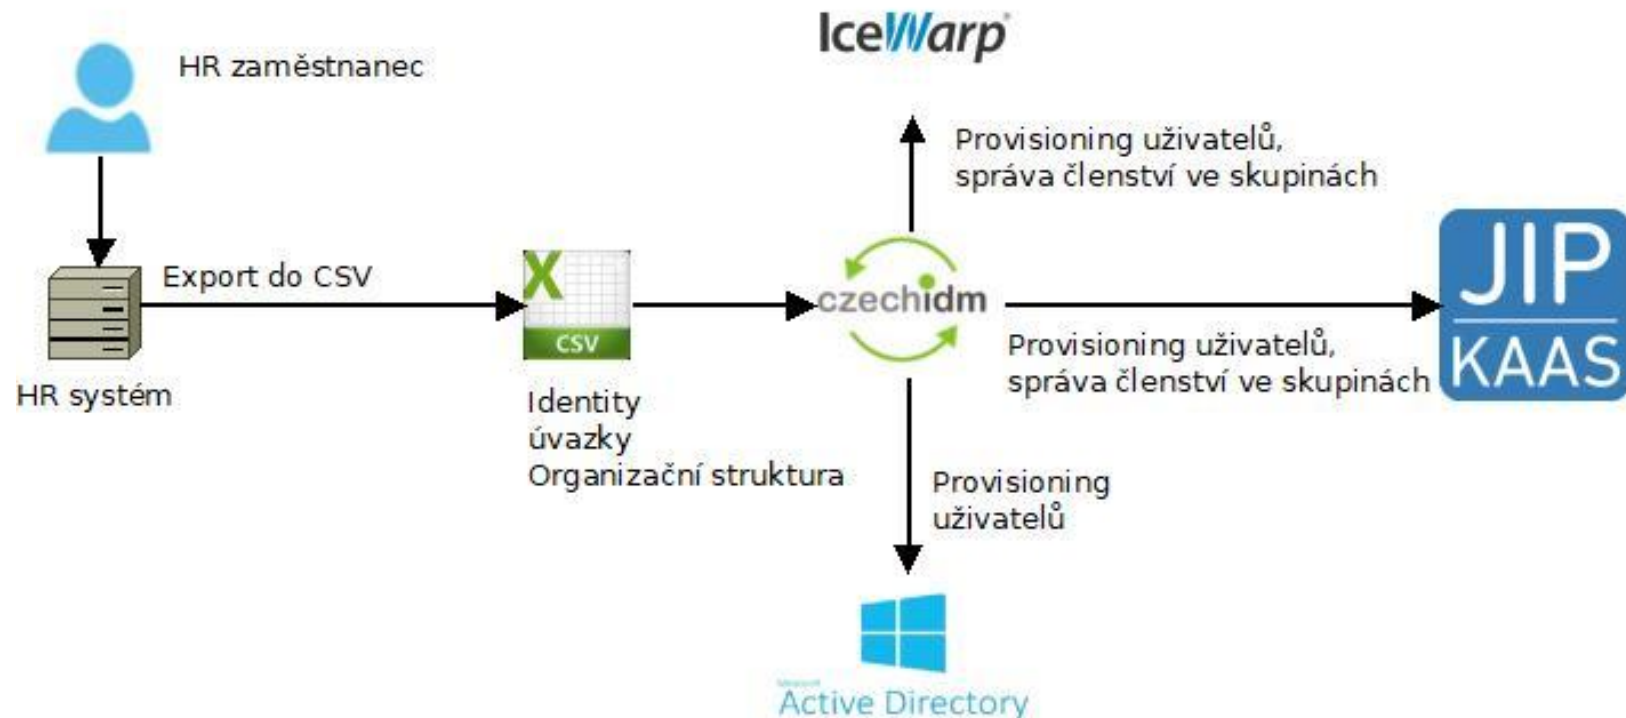 IceWarp
HR zaměstnanec
Provisioning uživatelů,
správa členství ve skupinách
JIP
KAAS
Export do CSV
X
CSV
czechidm
Provisioning uživatelů,
správa členství ve skupinách
HR systém
Identity
úvazky
Organizační struktura
Provisioning
uživatelů
Microsoft
Active Directory